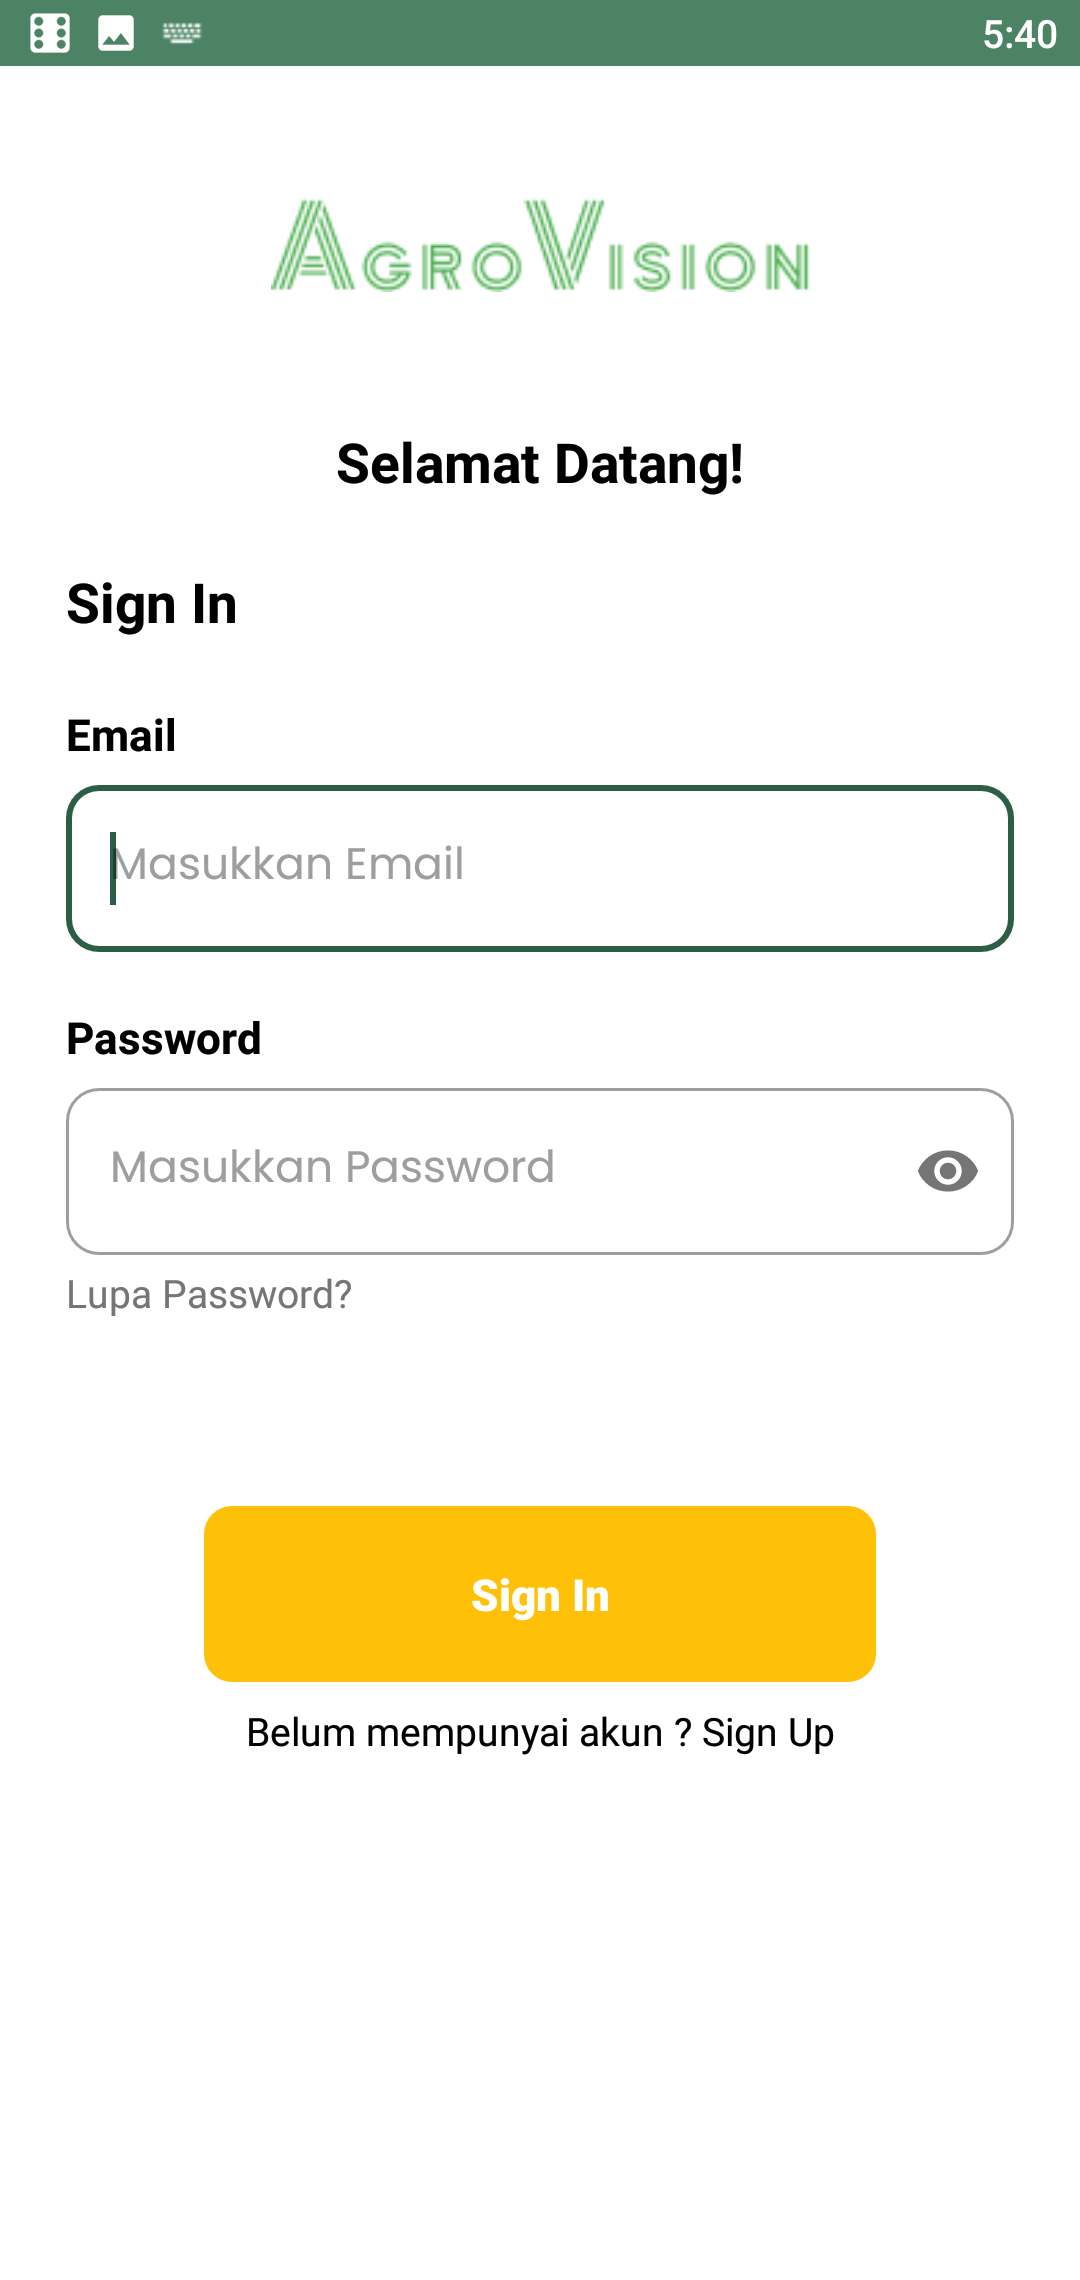 5:40
AGROVISION
Selamat Datang!
Sign In
Email
Masukkan Email
Password
Masukkan Password
Lupa Password?
Sign In
Belum mempunyai akun ? Sign Up